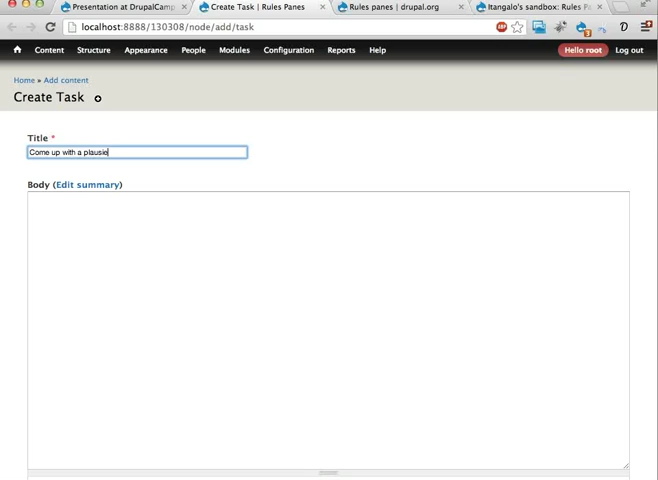 Presentation at DrupalCamp
Create Task | Rules Panes
Rules panes | drupal.org
Itangalo's sandbox: Rules Pa
localhost:8888/130308/node/add/task
Content Structure Appearance People Modules Configuration Reports Help Hello root Log out
Home » Add content
Create Task
Title *
Come up with a plausie
Body (Edit summary)